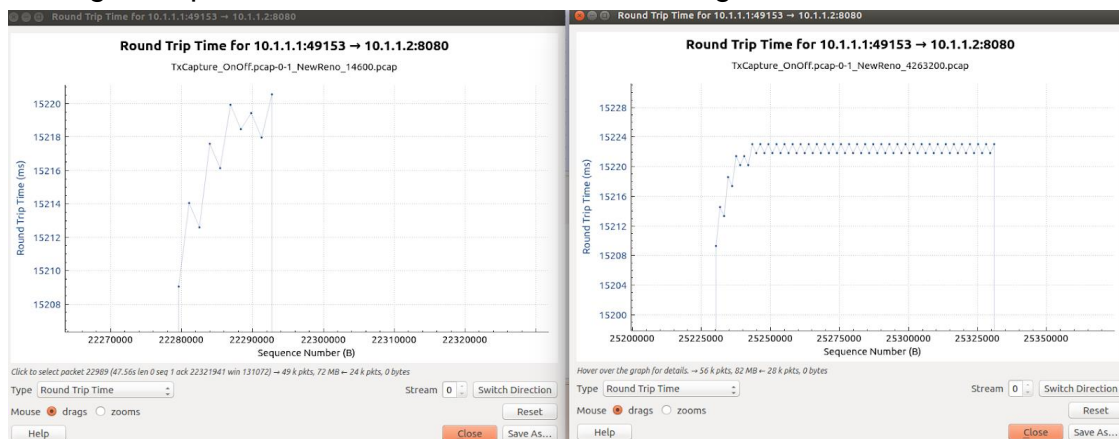 Round Trip Time for 10.1.1.1:49153 → 10.1.1.2:8080
Round Trip Time for 10.1.1.1:49153 → 10.1.1.2:8080
TxCapture_OnOff.pcap-0-1_NewReno_14600.pcap
15220
15218
15216
15214
15212
15210
15208
Round Trip Time (ms)
22270000 22280000 22290000 22300000 22310000 22320000
Sequence Number (B)
Click to select packet 22989 (47.56s len 0 seq 1 ack 22321941 win 131072) → 49 k pkts, 72 MB ← 24 k pkts, 0 bytes
Type Round Trip Time Stream 0 Switch Direction
Mouse drags zooms Reset
Help Close Save As...
Round Trip Time for 10.1.1.1:49153 → 10.1.1.2:8080
Round Trip Time for 10.1.1.1:49153 → 10.1.1.2:8080
TxCapture_OnOff.pcap-0-1_NewReno_4263200.pcap
15228
15224
15220
15216
15212
15208
15204
15200
Round Trip Time (ms)
25200000 25225000 25250000 25275000 25300000 25325000 25350000
Sequence Number (B)
Hover over the graph for details. → 56 k pkts, 82 MB ← 28 k pkts, 0 bytes
Type Round Trip Time Stream 0 Switch Direction
Mouse drags zooms Reset
Help Close Save As...